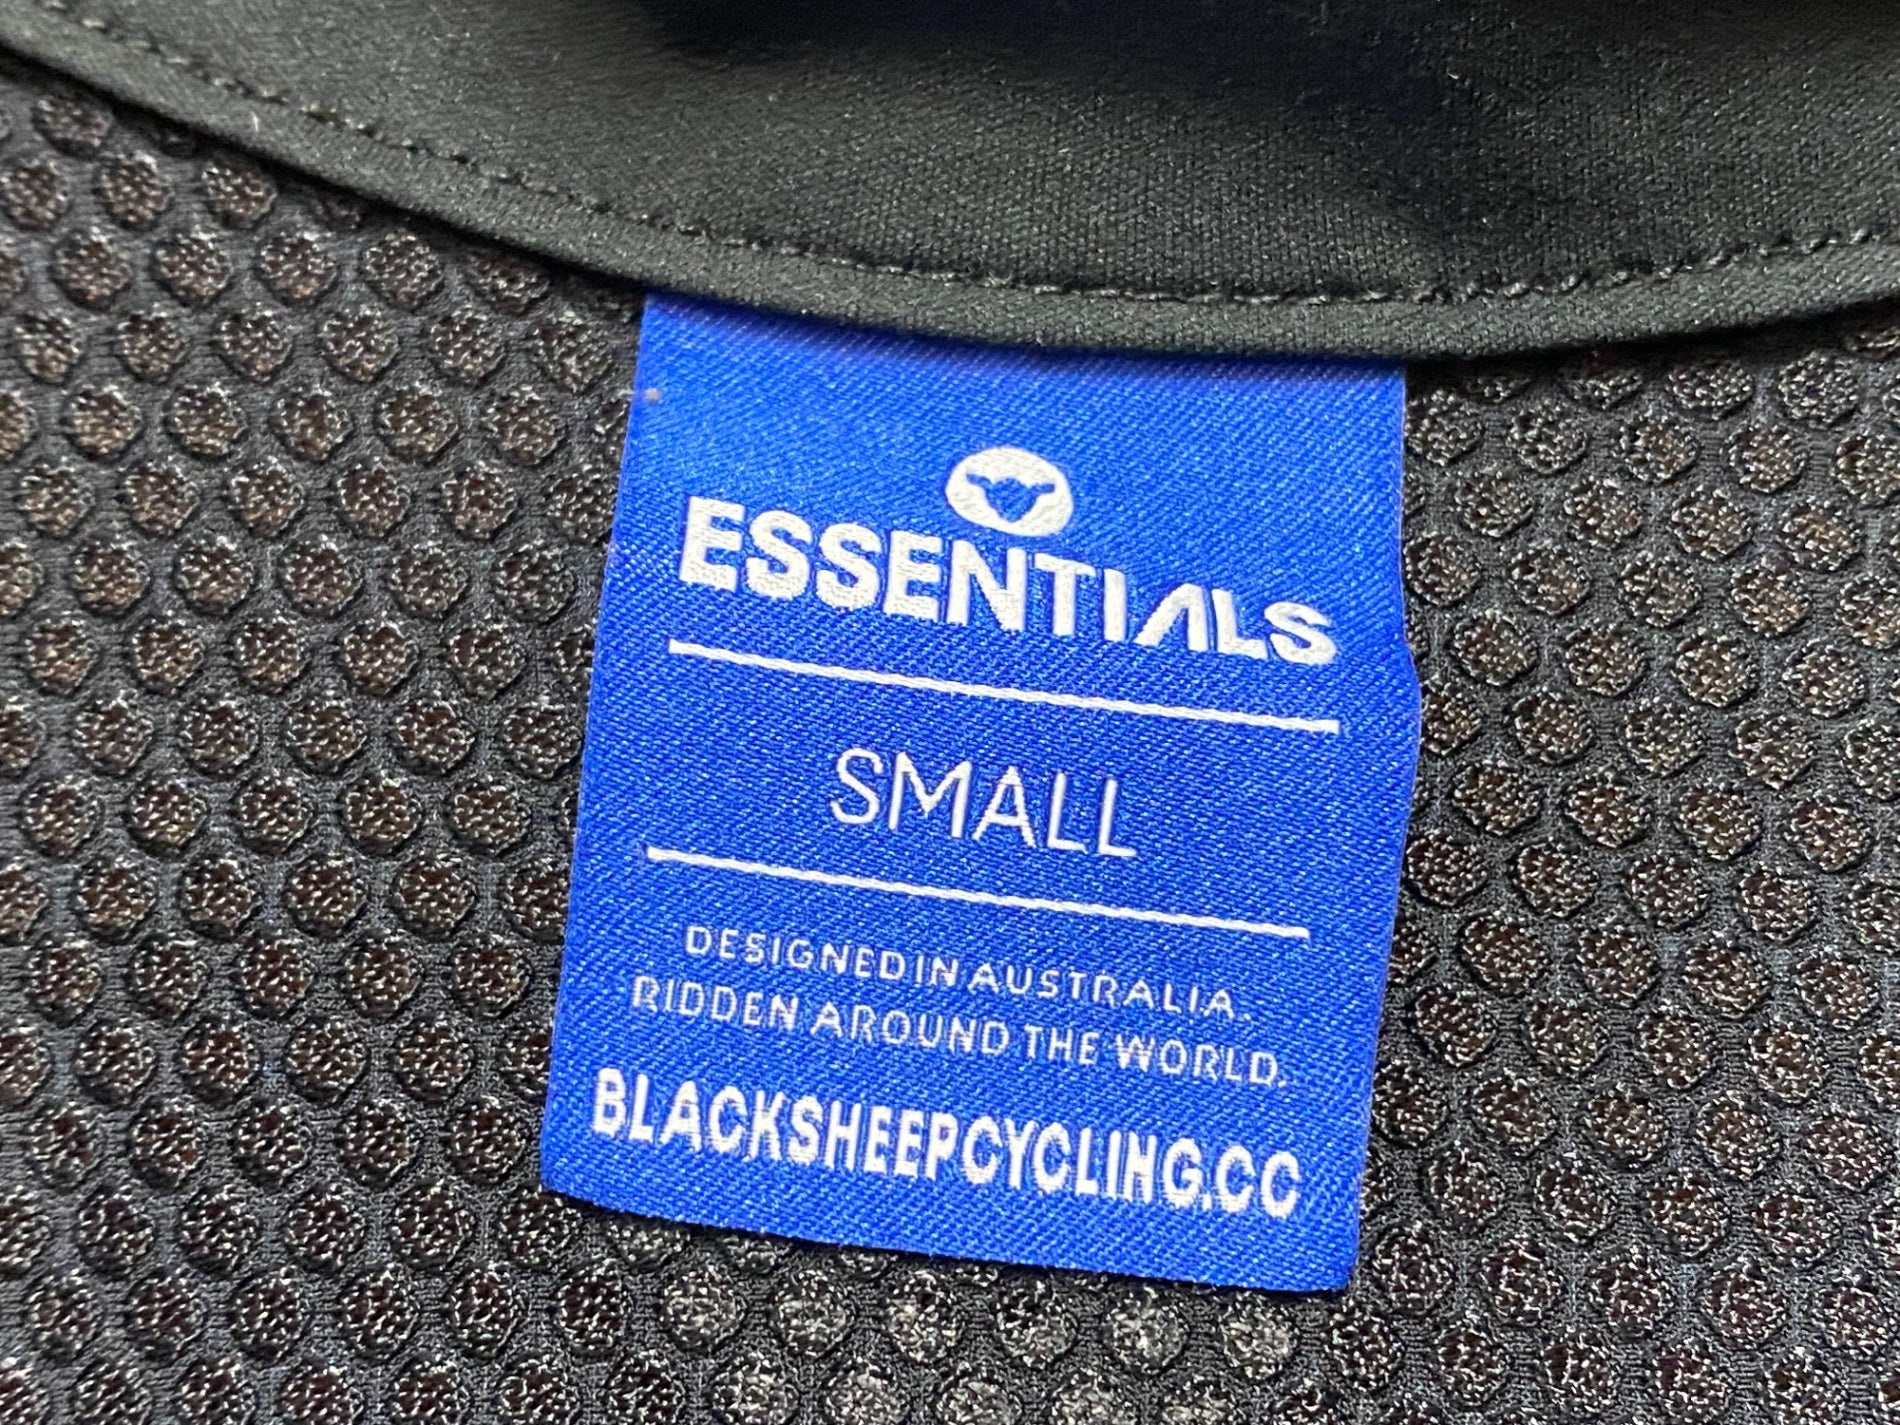 ESSENTIALS
SMALL
DESIGNED IN AUSTRALIA.
RIDDEN AROUND THE WORLD.
BLACKSHEEPCYCLING.CC